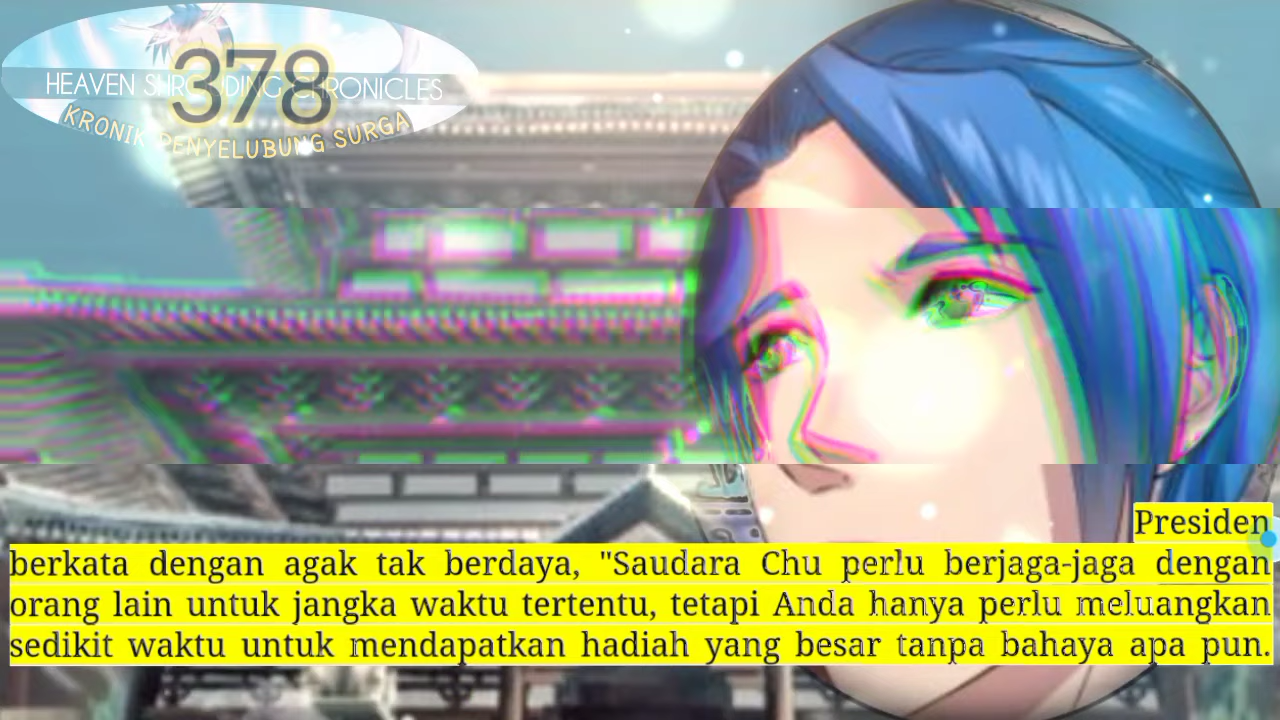 378
HEAVEN SHROUDING CHRONICLES
KRONIK PENYELUBUNG SURGA
Presiden
berkata dengan agak tak berdaya, "Saudara Chu perlu berjaga-jaga dengan
orang lain untuk jangka waktu tertentu, tetapi Anda hanya perlu meluangkan
sedikit waktu untuk mendapatkan hadiah yang besar tanpa bahaya apa pun.